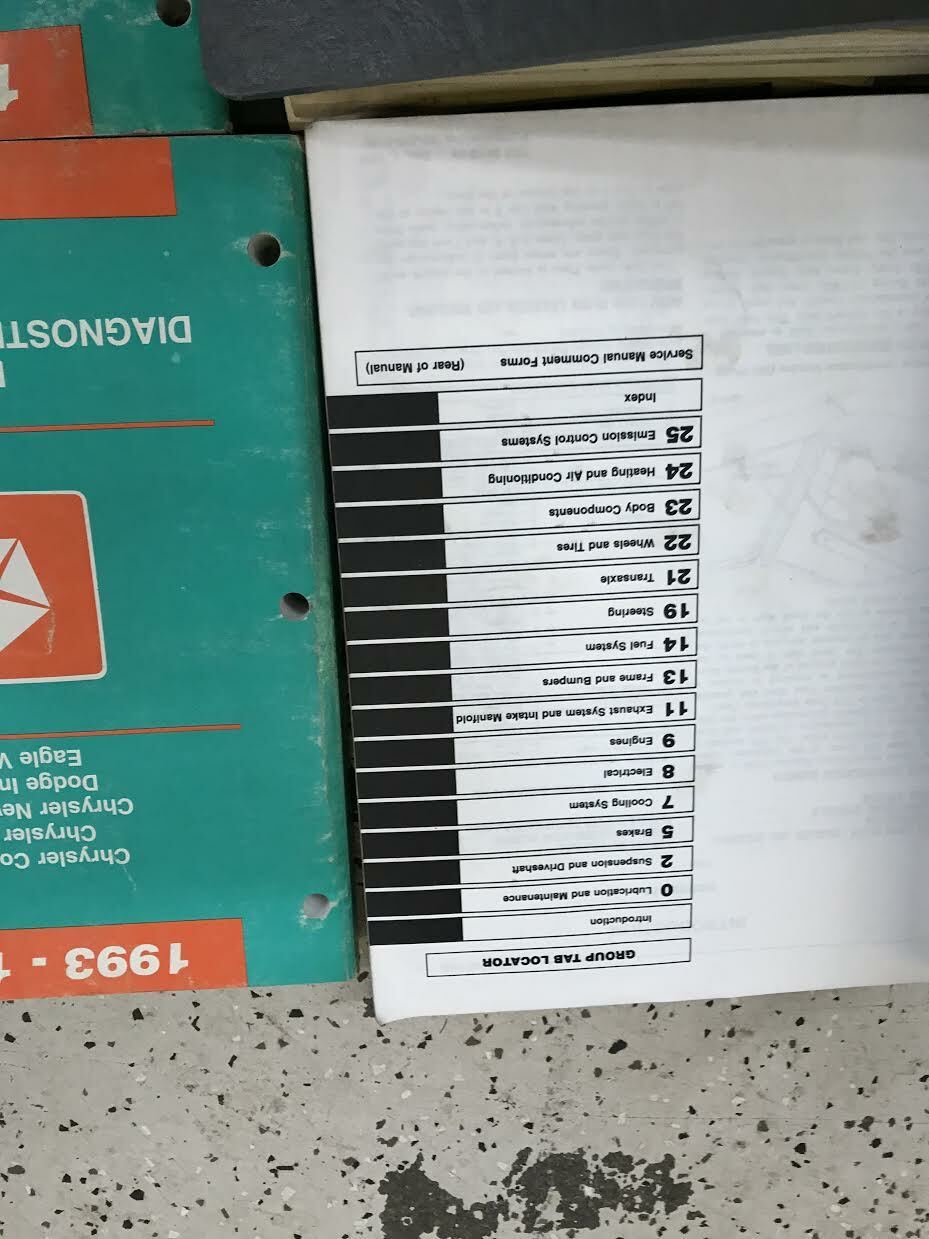 GROUP TAB LOCATOR
Introduction
0 Lubrication and Maintenance
2 Suspension and Driveshaft
5 Brakes
7 Cooling System
8 Electrical
9 Engines
11 Exhaust System and Intake Manifold
13 Frame and Bumpers
14 Fuel System
19 Steering
21 Transaxle
22 Wheels and Tires
23 Body Components
24 Heating and Air Conditioning
25 Emission Control Systems
Index
Service Manual Comment Forms (Rear of Manual)
1993 - 1
Chrysler Co
Chrysler
Chrysler Ne
Dodge In
Eagle V
DIAGNOSTI